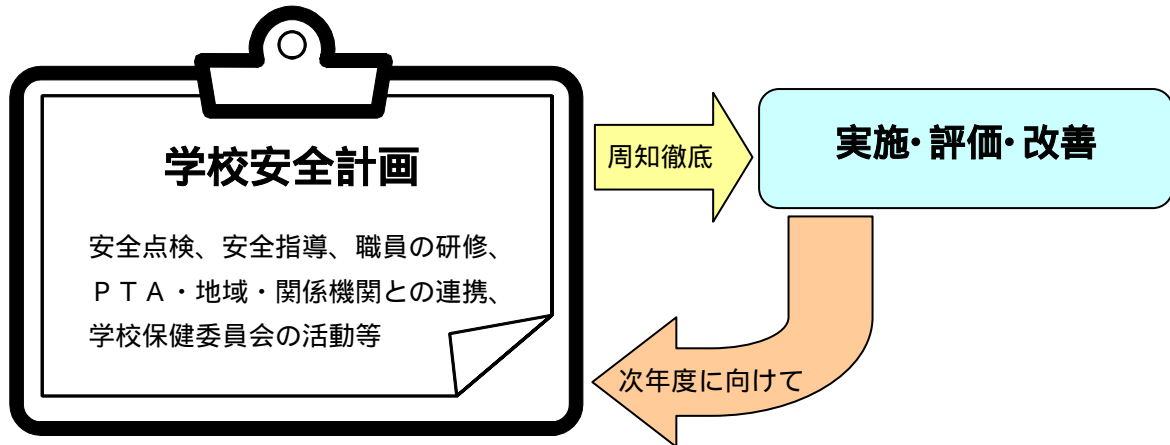 学校安全計画
安全点検、安全指導、職員の研修、
ＰＴＡ・地域・関係機関との連携、
学校保健委員会の活動等
周知徹底
実施・評価・改善
次年度に向けて